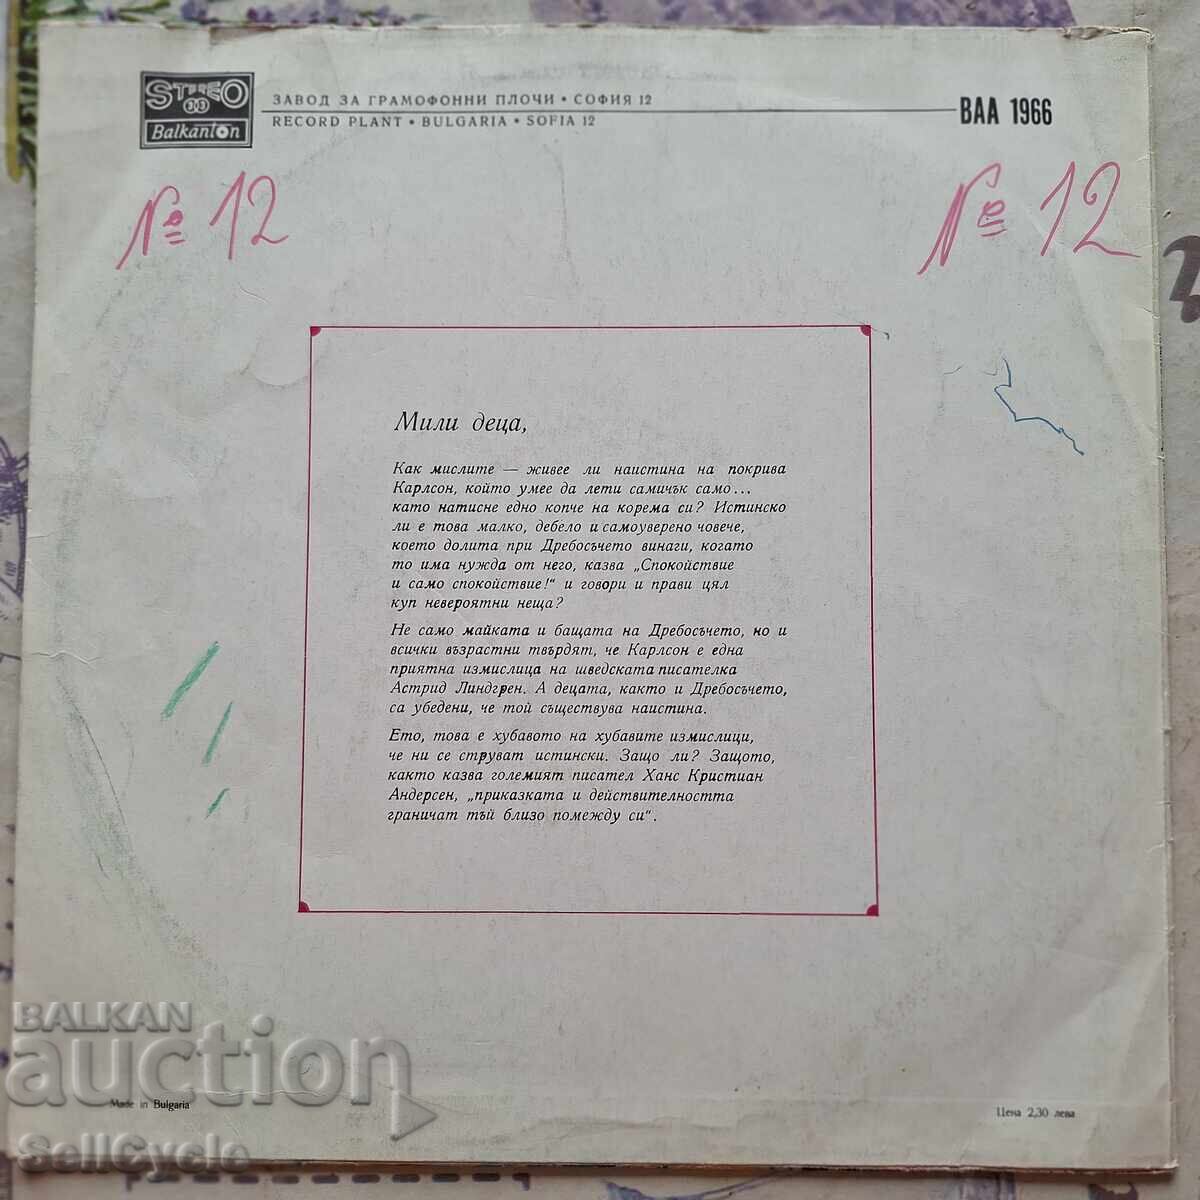 STEREO
33
Balkanton
ЗАВОД ЗА ГРАМОФОННИ ПЛОЧИ • СОФИЯ 12
RECORD PLANT • BULGARIA • SOFIA 12
ВАА 1966
№ 12
№ 12
Мили деца,
Как мислите — живее ли наистина на покрива
Карлсон, който умее да лети самичък само...
като натисне едно копче на корема си? Истинско
ли е това малко, дебело и самоуверено човече,
което долита при Дребосъчето винаги, когато
то има нужда от него, казва „Спокойствие
и само спокойствие!“ и говори и прави цял
куп невероятни неща?
Не само майката и бащата на Дребосъчето, но и
всички възрастни твърдят, че Карлсон е една
приятна измислица на шведската писателка
Астрид Линдгрен. А децата, както и Дребосъчето,
са убедени, че той съществува наистина.
Ето, това е хубавото на хубавите измислици,
че ни се струват истински. Защо ли? Защото,
както казва големият писател Ханс Кристиан
Андерсен, „приказката и действителността
граничат тъй близо помежду си“.
BALKAN
auction
Made in Bulgaria
Цена 2,30 лева
SellCycle